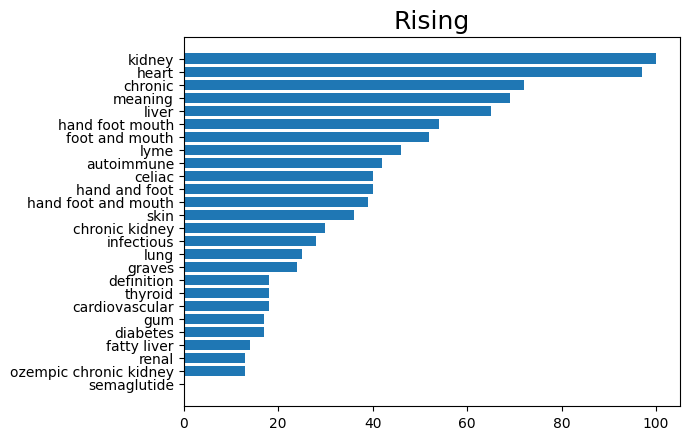 Rising
kidney
heart
chronic
meaning
liver
hand foot mouth
foot and mouth
lyme
autoimmune
celiac
hand and foot
hand foot and mouth
skin
chronic kidney
infectious
lung
graves
definition
thyroid
cardiovascular
gum
diabetes
fatty liver
renal
ozempic chronic kidney
semaglutide
0 20 40 60 80 100